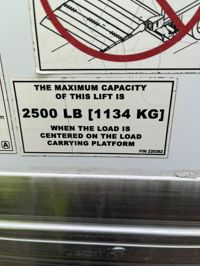 THE MAXIMUM CAPACITY
OF THIS LIFT IS
2500 LB [1134 KG]
WHEN THE LOAD IS
CENTERED ON THE LOAD
CARRYING PLATFORM